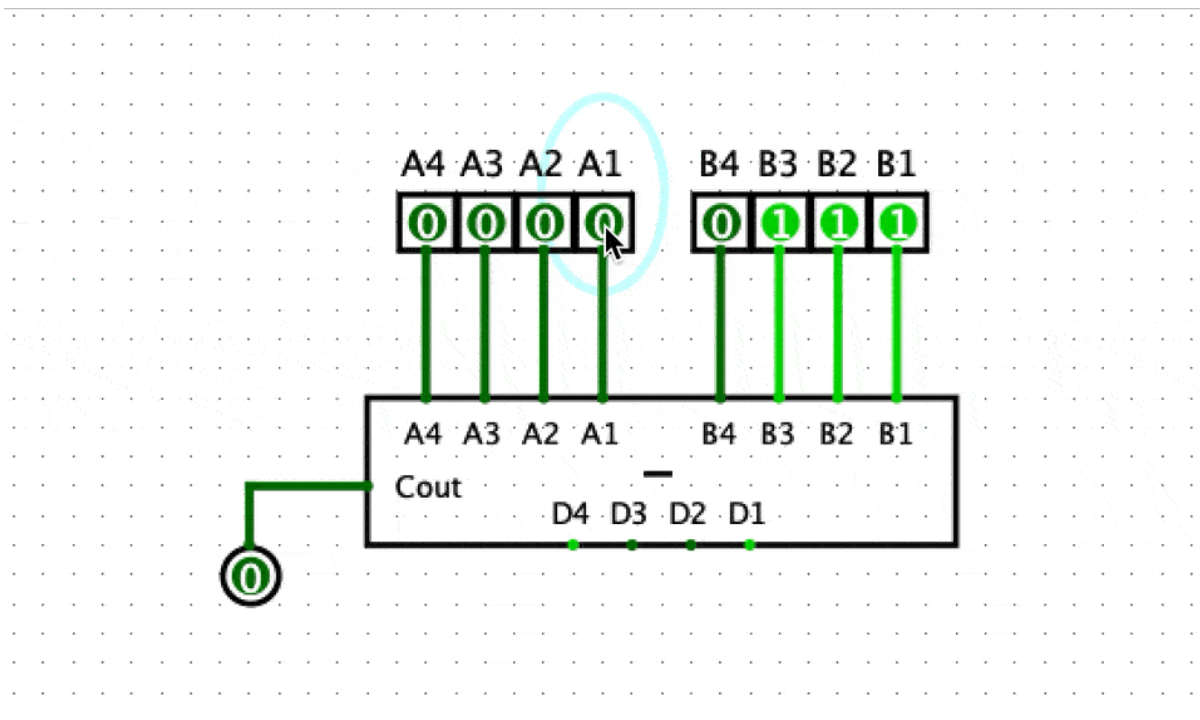 A4 A3 A2 A1 B4 B3 B2 B1
0 0 0 0 0 1 1 1
A4 A3 A2 A1 B4 B3 B2 B1
−
Cout
D4 D3 D2 D1
0